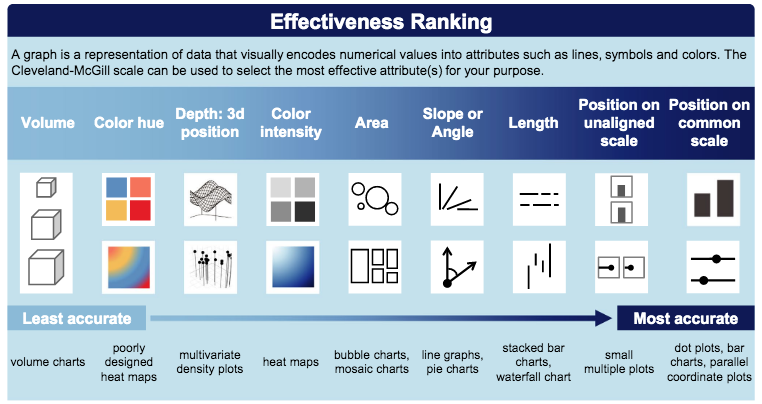 Effectiveness Ranking
A graph is a representation of data that visually encodes numerical values into attributes such as lines, symbols and colors. The
Cleveland-McGill scale can be used to select the most effective attribute(s) for your purpose.
Volume
Color hue
Depth: 3d
position
Color
intensity
Area
Slope or
Angle
Length
Position on
unaligned
scale
Position on
common
scale
Least accurate
Most accurate
volume charts
poorly
designed
heat maps
multivariate
density plots
heat maps
bubble charts,
mosaic charts
line graphs,
pie charts
stacked bar
charts,
waterfall chart
small
multiple plots
dot plots, bar
charts, parallel
coordinate plots